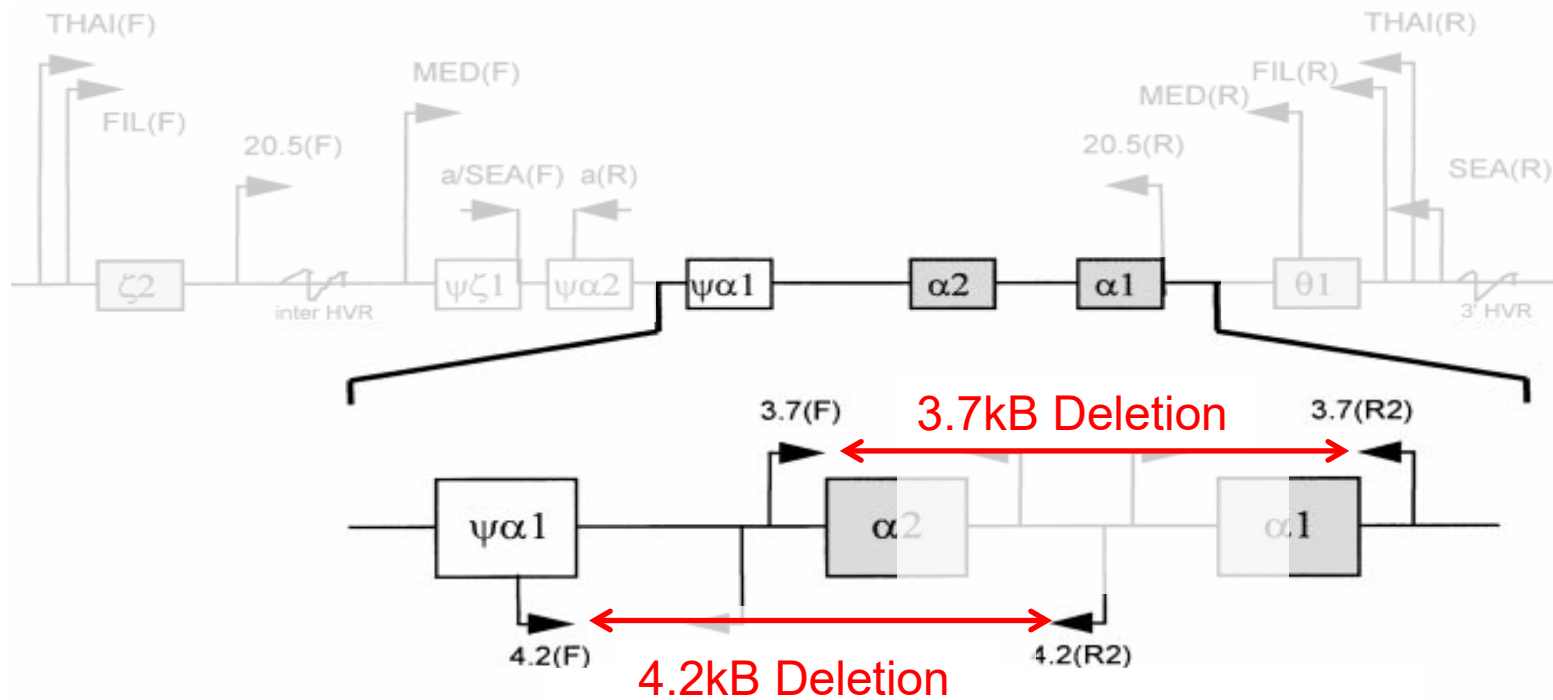 THAI(F)
THAI(R)
MED(F)
FIL(R)
FIL(F)
MED(R)
20.5(F)
20.5(R)
a/SEA(F)
a(R)
SEA(R)
ζ2
ψζ1
ψα2
ψα1
α2
α1
θ1
inter HVR
3' HVR
3.7(F)
3.7kB Deletion
3.7(R2)
ψα1
α2
α1
4.2(F)
4.2(R2)
4.2kB Deletion